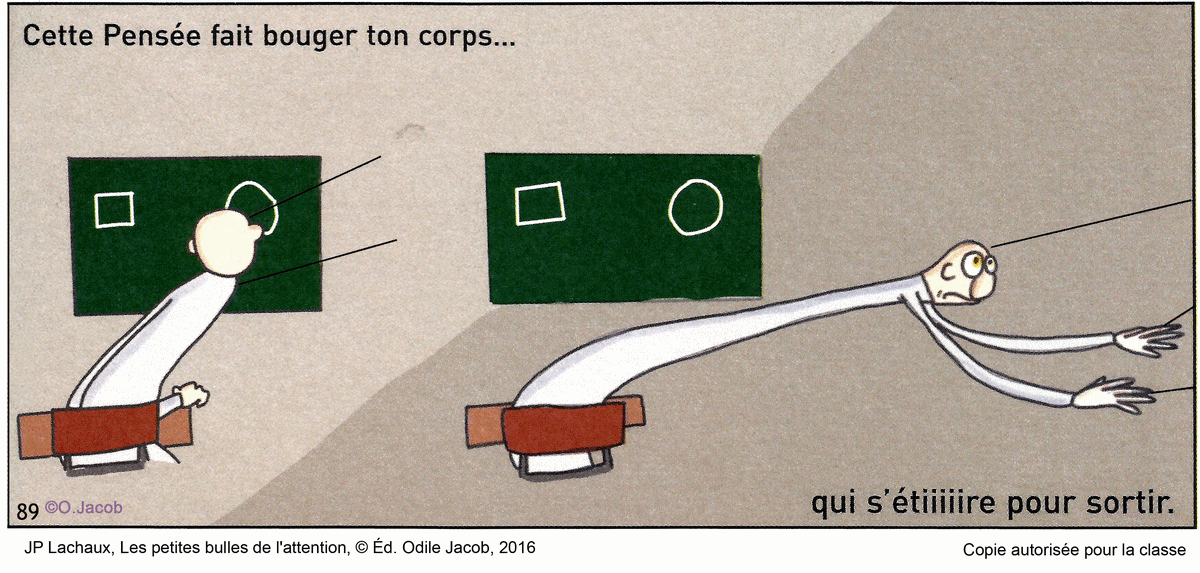 Cette Pensée fait bouger ton corps...
qui s'étiiiiire pour sortir.
89 ©O.Jacob
JP Lachaux, Les petites bulles de l'attention, © Éd. Odile Jacob, 2016
Copie autorisée pour la classe